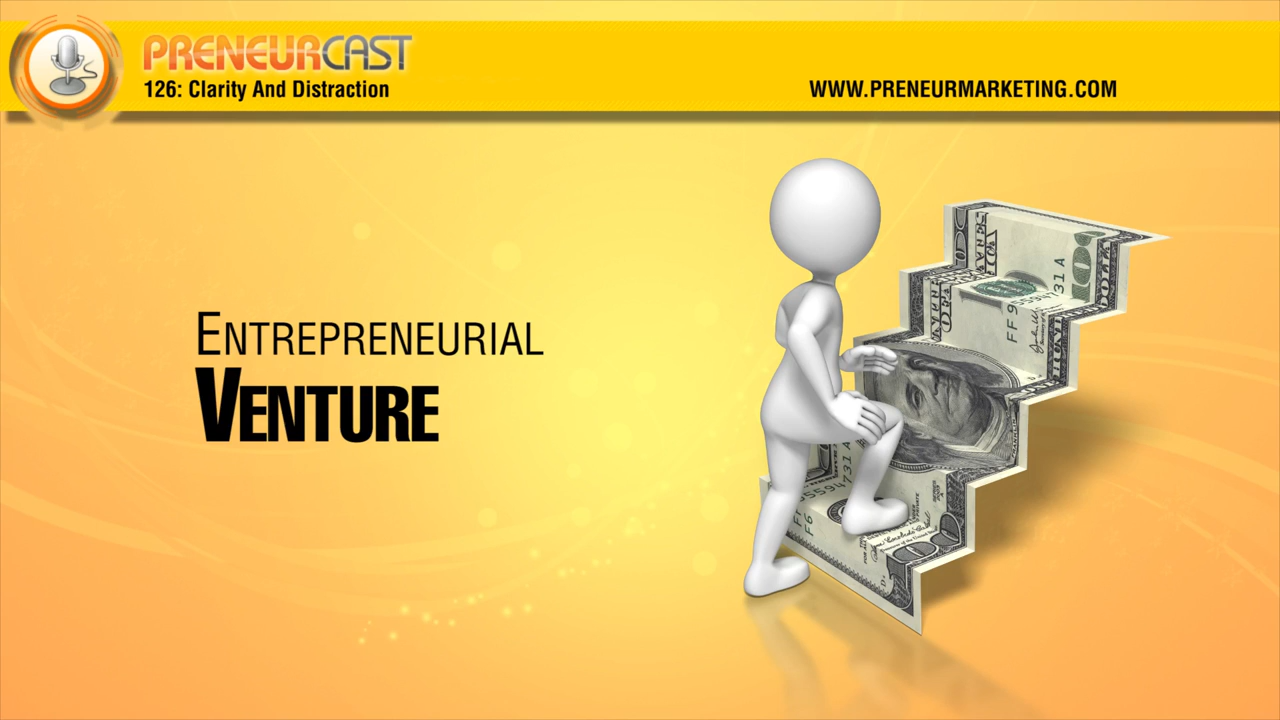 PRENEURCAST
126: Clarity And Distraction
WWW.PRENEURMARKETING.COM
ENTREPRENEURIAL
VENTURE